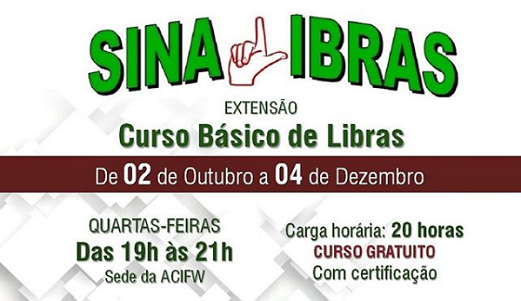 SINALIBRAS
EXTENSÃO
Curso Básico de Libras
De 02 de Outubro a 04 de Dezembro
QUARTAS-FEIRAS
Das 19h às 21h
Sede da ACIFW
Carga horária: 20 horas
CURSO GRATUITO
Com certificação